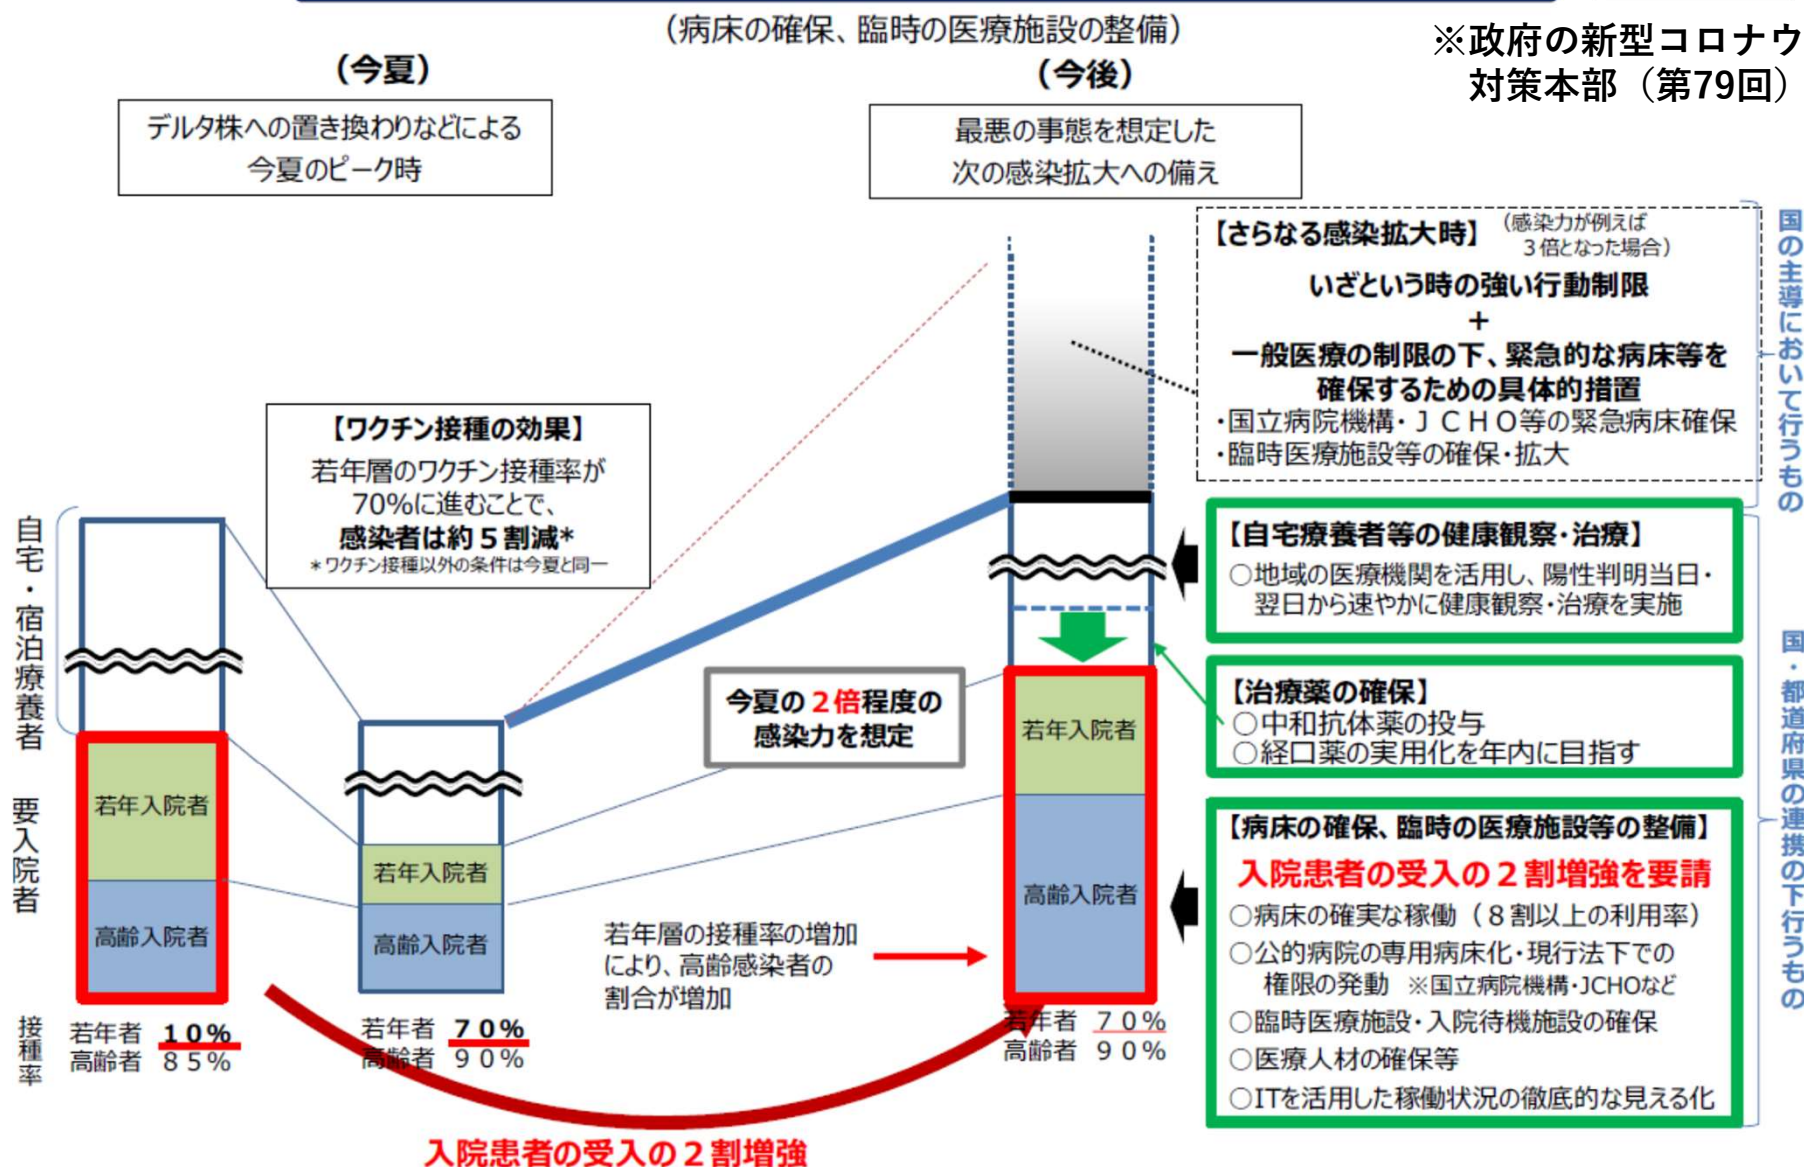 (病床の確保、臨時の医療施設の整備)
※政府の新型コロナウ
対策本部（第79回）
（今夏）
（今後）
デルタ株への置き換わりなどによる
今夏のピーク時
最悪の事態を想定した
次の感染拡大への備え
【さらなる感染拡大時】
（感染力が例えば
３倍となった場合）
いざという時の強い行動制限
＋
一般医療の制限の下、緊急的な病床等を
確保するための具体的措置
・国立病院機構・ＪＣＨＯ等の緊急病床確保
・臨時医療施設等の確保・拡大
国の主導において行うもの
【ワクチン接種の効果】
若年層のワクチン接種率が
70%に進むことで、
感染者は約５割減*
＊ワクチン接種以外の条件は今夏と同一
自宅・宿泊療養者
要入院者
若年入院者
高齢入院者
若年入院者
高齢入院者
今夏の２倍程度の
感染力を想定
若年入院者
高齢入院者
若年層の接種率の増加
により、高齢感染者の
割合が増加
【自宅療養者等の健康観察・治療】
○地域の医療機関を活用し、陽性判明当日・
翌日から速やかに健康観察・治療を実施
【治療薬の確保】
○中和抗体薬の投与
○経口薬の実用化を年内に目指す
【病床の確保、臨時の医療施設等の整備】
入院患者の受入の２割増強を要請
○病床の確実な稼働（８割以上の利用率）
○公的病院の専用病床化・現行法下での
権限の発動　※国立病院機構・JCHOなど
○臨時医療施設・入院待機施設の確保
○医療人材の確保等
○ITを活用した稼働状況の徹底的な見える化
国・都道府県の連携の下行うもの
接種率
若年者 １０％
高齢者 ８５％
若年者 ７０％
高齢者 ９０％
若年者 ７０％
高齢者 ９０％
入院患者の受入の２割増強